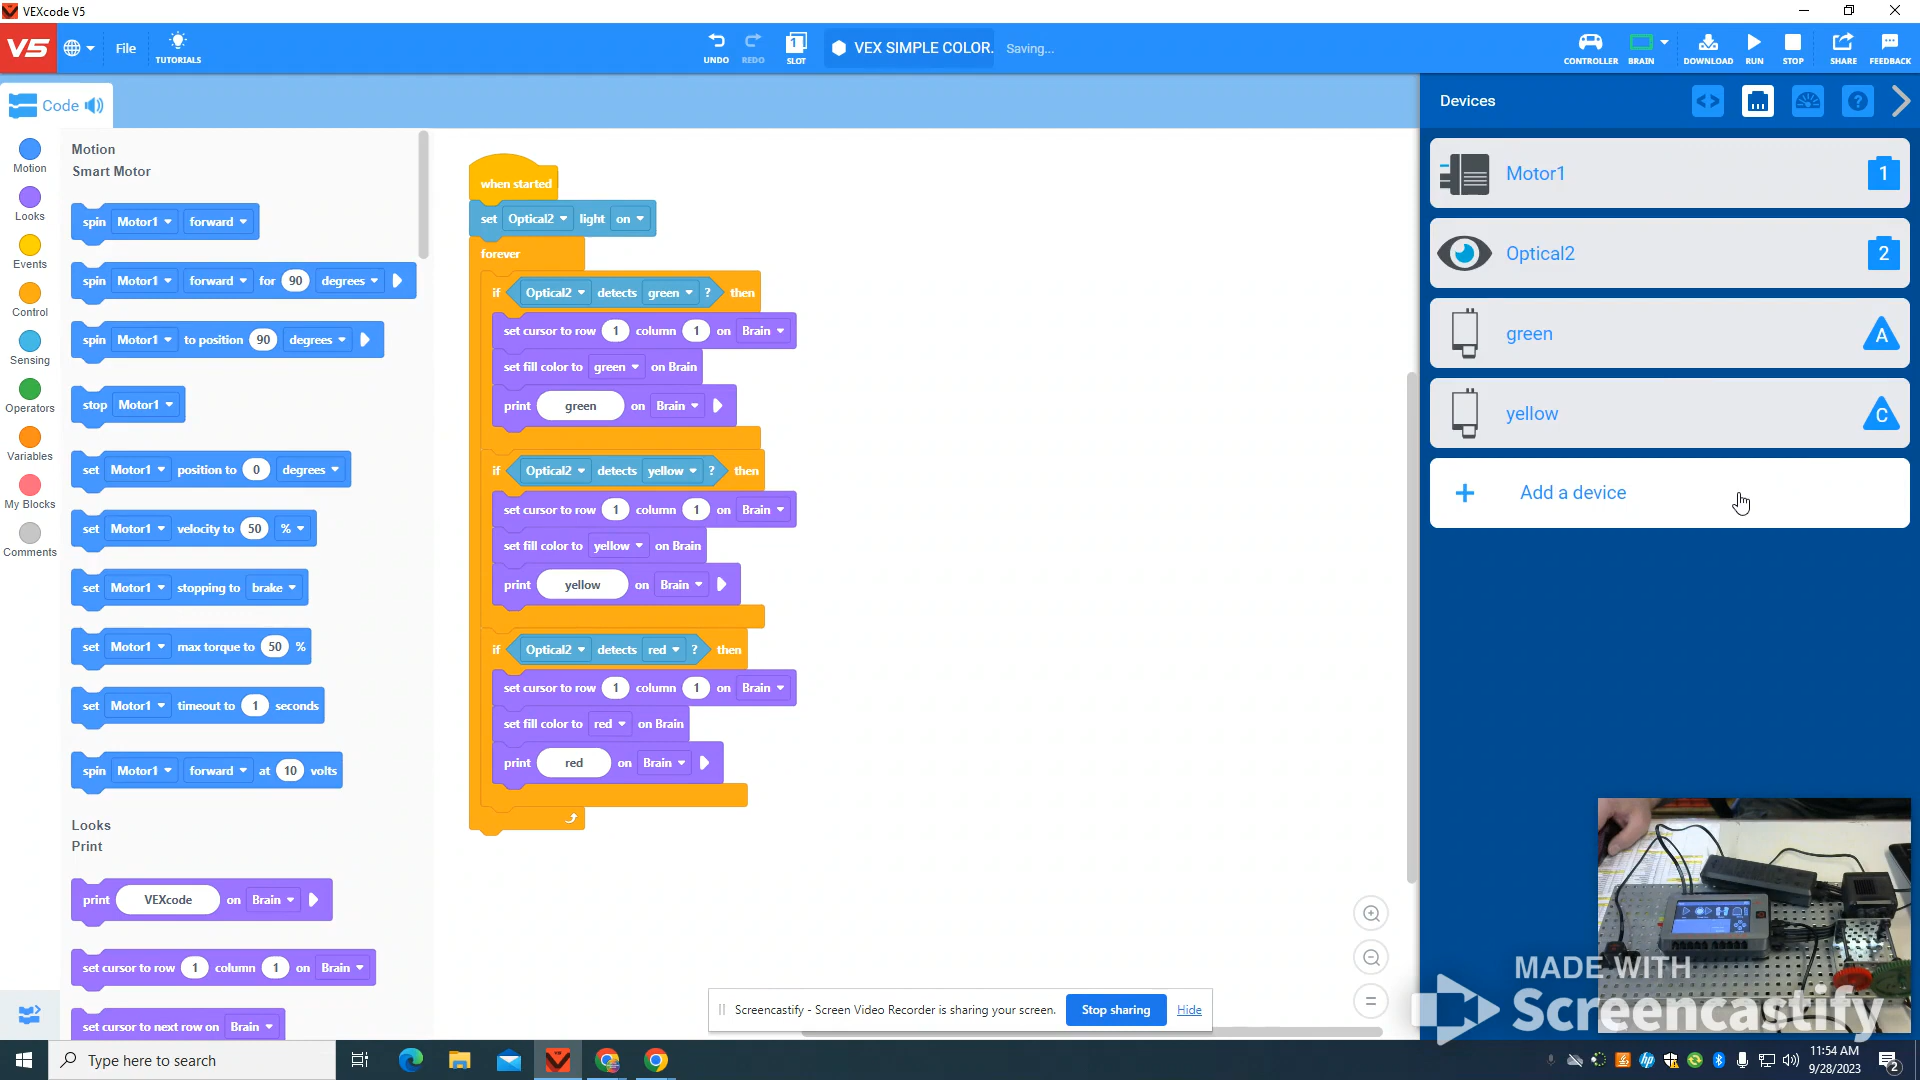 VEXcode V5
V5
File
TUTORIALS
UNDO
REDO
1
SLOT
VEX SIMPLE COLOR.
Saving...
CONTROLLER
BRAIN
DOWNLOAD
RUN
STOP
SHARE
FEEDBACK
Code
Devices
Motion
Looks
Events
Control
Sensing
Operators
Variables
My Blocks
Comments
Motion
Smart Motor
spin Motor1 forward
spin Motor1 forward for 90 degrees
spin Motor1 to position 90 degrees
stop Motor1
set Motor1 position to 0 degrees
set Motor1 velocity to 50 %
set Motor1 stopping to brake
set Motor1 max torque to 50 %
set Motor1 timeout to 1 seconds
spin Motor1 forward at 10 volts
Looks
Print
print VEXcode on Brain
set cursor to row 1 column 1 on Brain
set cursor to next row on Brain
when started
set Optical2 light on
forever
if Optical2 detects green ? then
set cursor to row 1 column 1 on Brain
set fill color to green on Brain
print green on Brain
if Optical2 detects yellow ? then
set cursor to row 1 column 1 on Brain
set fill color to yellow on Brain
print yellow on Brain
if Optical2 detects red ? then
set cursor to row 1 column 1 on Brain
set fill color to red on Brain
print red on Brain
Motor1 1
Optical2 2
green A
yellow C
+ Add a device
Screencastify - Screen Video Recorder is sharing your screen. Stop sharing Hide
MADE WITH
Screencastify
Type here to search
11:54 AM
9/28/2023
2